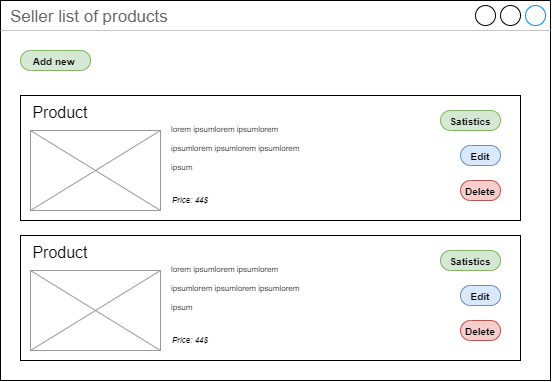 Seller list of products
Add new
Product
lorem ipsumlorem ipsumlorem
ipsumlorem ipsumlorem ipsumlorem
ipsum
Price: 44$
Satistics
Edit
Delete
Product
lorem ipsumlorem ipsumlorem
ipsumlorem ipsumlorem ipsumlorem
ipsum
Price: 44$
Satistics
Edit
Delete